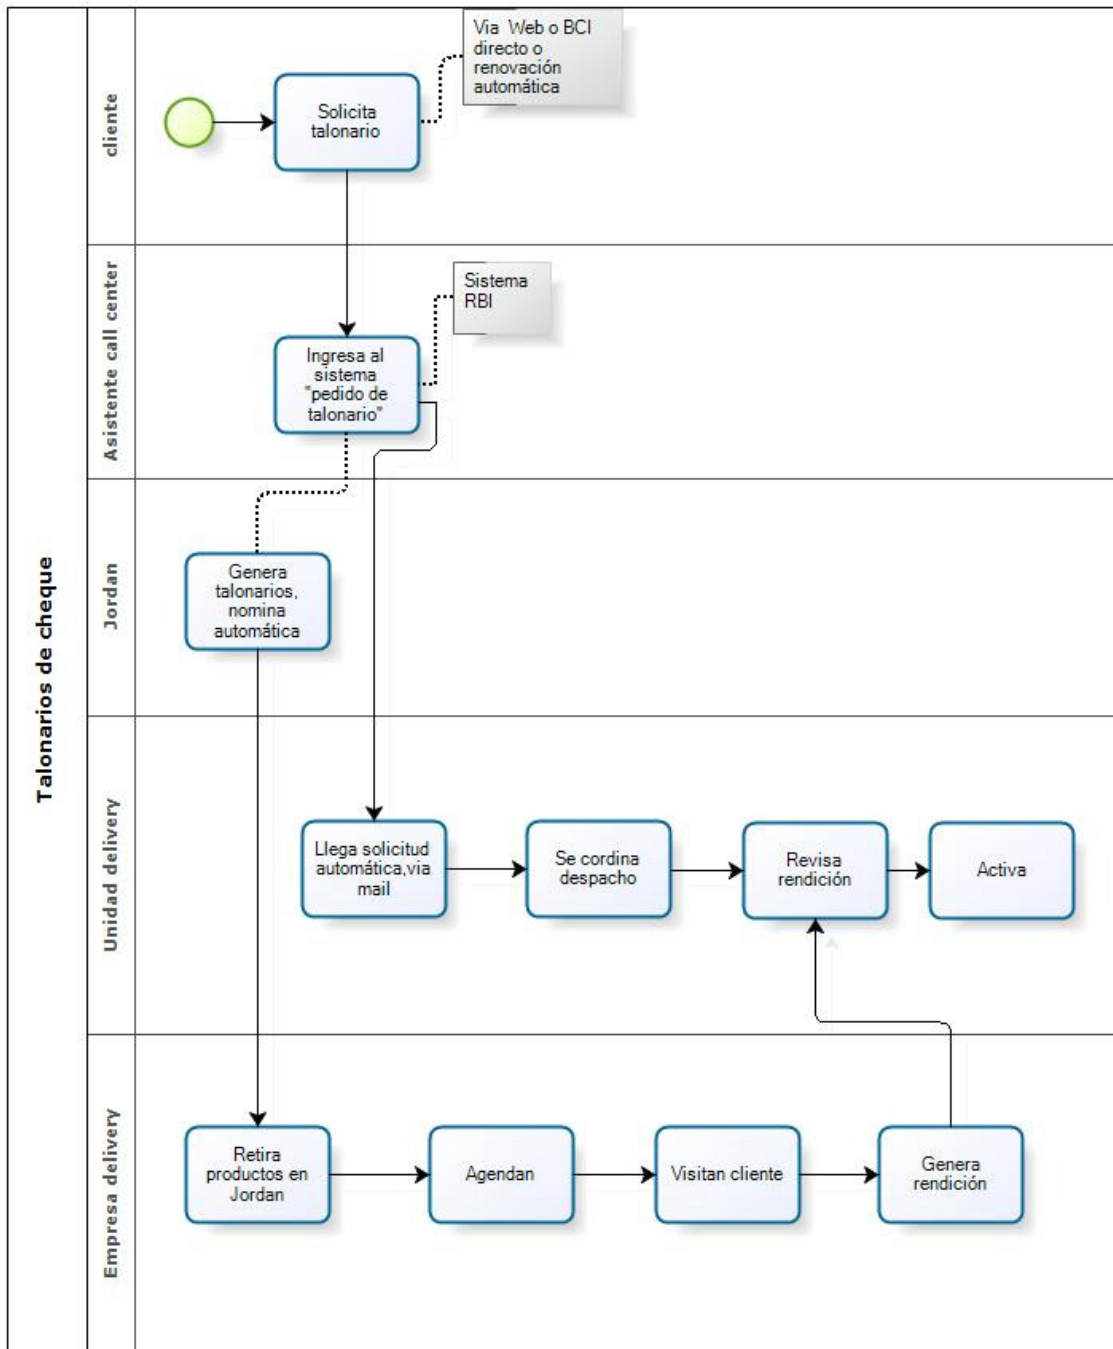 Talonarios de cheque
cliente
Solicita
talonario
Via  Web o BCI
directo o
renovación
automática
Asistente call center
Ingresa al
sistema
"pedido de
talonario"
Sistema
RBI
Jordan
Genera
talonarios,
nomina
automática
Unidad delivery
Llega solicitud
automática,via
mail
Se cordina
despacho
Revisa
rendición
Activa
Empresa delivery
Retira
productos en
Jordan
Agendan
Visitan cliente
Genera
rendición